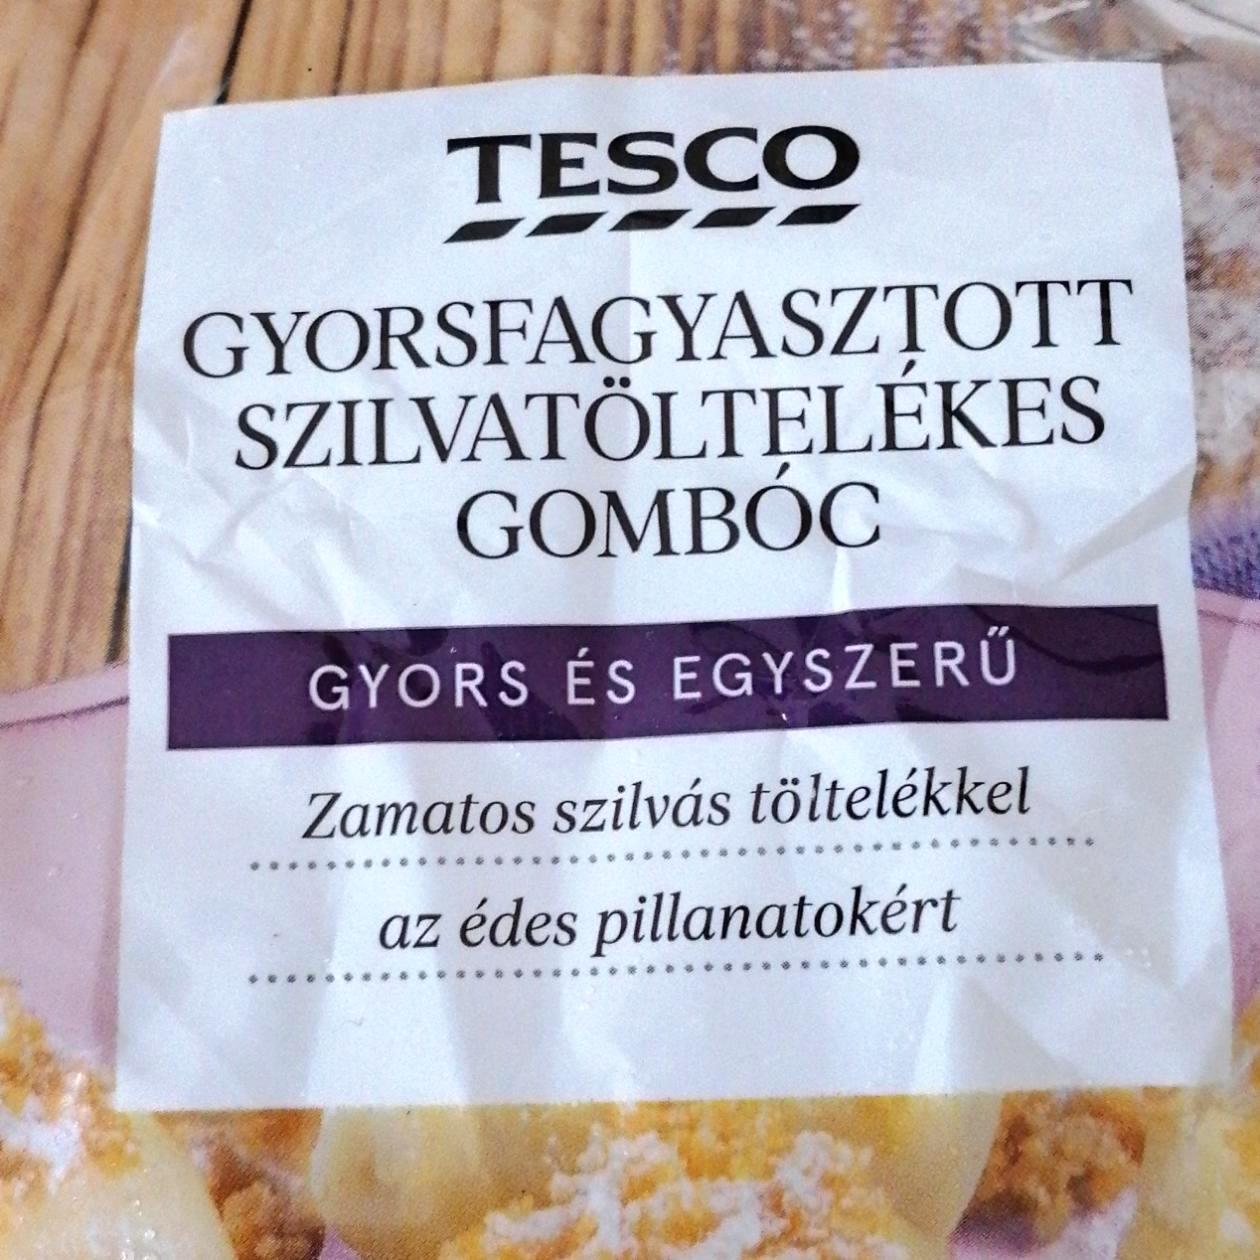 TESCO
GYORSFAGYASZTOTT
SZILVATÖLTELÉKES
GOMBÓC
GYORS ÉS EGYSZERŰ
Zamatos szilvás töltelékkel
az édes pillanatokért